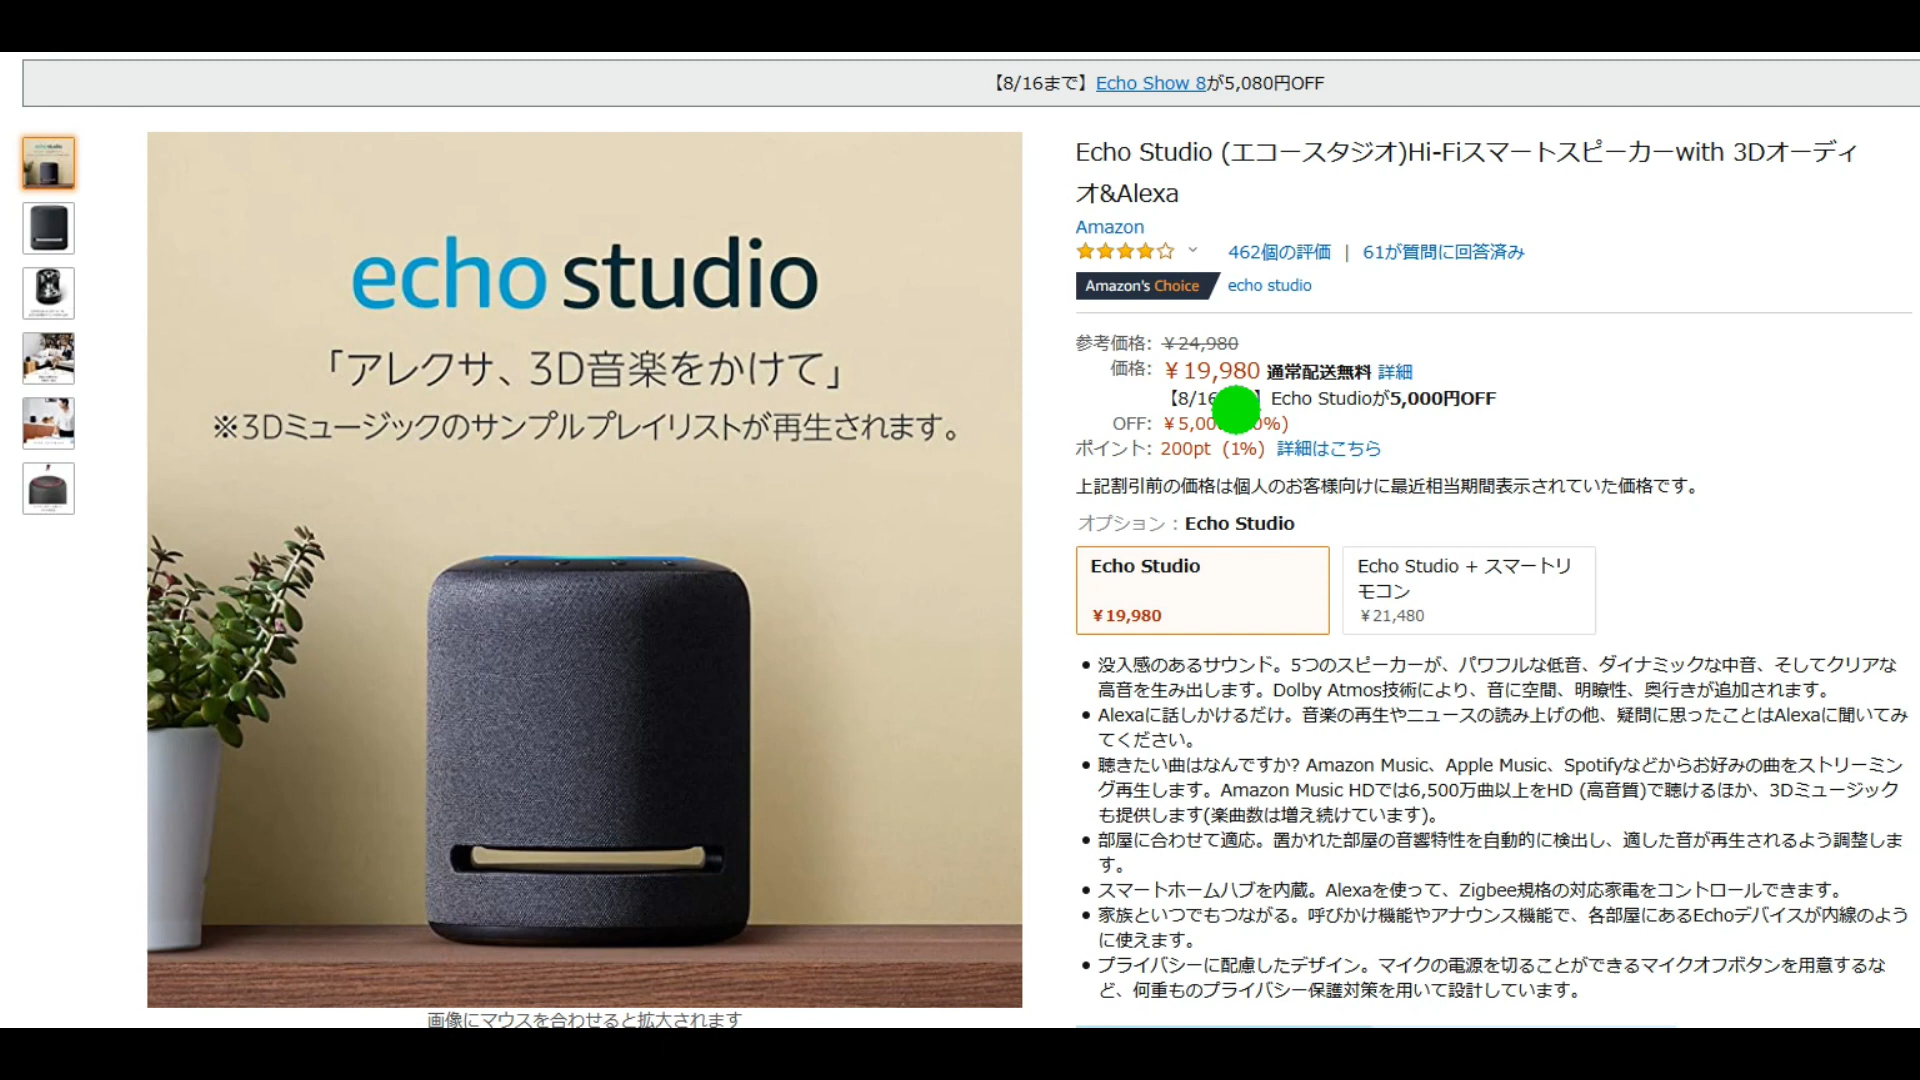 【8/16まで】Echo Show 8が5,080円OFF
echo studio
「アレクサ、3D音楽をかけて」
※3Dミュージックのサンプルプレイリストが再生されます。
画像にマウスを合わせると拡大されます
Echo Studio (エコースタジオ)Hi-Fiスマートスピーカーwith 3Dオーディ
オ&Alexa
Amazon
462個の評価 | 61が質問に回答済み
Amazon's Choice echo studio
参考価格: ￥24,980
価格: ￥19,980 通常配送無料 詳細
【8/16 】Echo Studioが5,000円OFF
OFF: ￥5,00 0%)
ポイント: 200pt (1%) 詳細はこちら
上記割引前の価格は個人のお客様向けに最近相当期間表示されていた価格です。
オプション : Echo Studio
Echo Studio
￥19,980
Echo Studio + スマートリ
モコン
￥21,480
● 没入感のあるサウンド。5つのスピーカーが、パワフルな低音、ダイナミックな中音、そしてクリアな
高音を生み出します。Dolby Atmos技術により、音に空間、明瞭性、奥行きが追加されます。
● Alexaに話しかけるだけ。音楽の再生やニュースの読み上げの他、疑問に思ったことはAlexaに聞いてみ
てください。
● 聴きたい曲はなんですか? Amazon Music、Apple Music、Spotifyなどからお好みの曲をストリーミン
グ再生します。Amazon Music HDでは6,500万曲以上をHD (高音質)で聴けるほか、3Dミュージック
も提供します(楽曲数は増え続けています)。
● 部屋に合わせて適応。置かれた部屋の音響特性を自動的に検出し、適した音が再生されるよう調整しま
す。
● スマートホームハブを内蔵。Alexaを使って、Zigbee規格の対応家電をコントロールできます。
● 家族といつでもつながる。呼びかけ機能やアナウンス機能で、各部屋にあるEchoデバイスが内線のよう
に使えます。
● プライバシーに配慮したデザイン。マイクの電源を切ることができるマイクオフボタンを用意するな
ど、何重ものプライバシー保護対策を用いて設計しています。